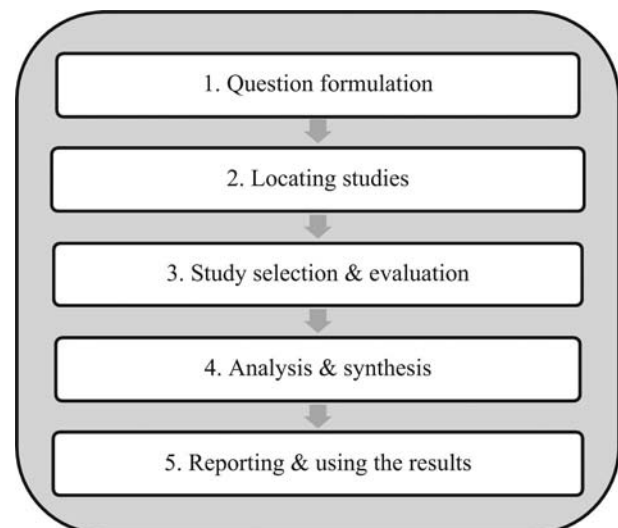 1. Question formulation
2. Locating studies
3. Study selection & evaluation
4. Analysis & synthesis
5. Reporting & using the results